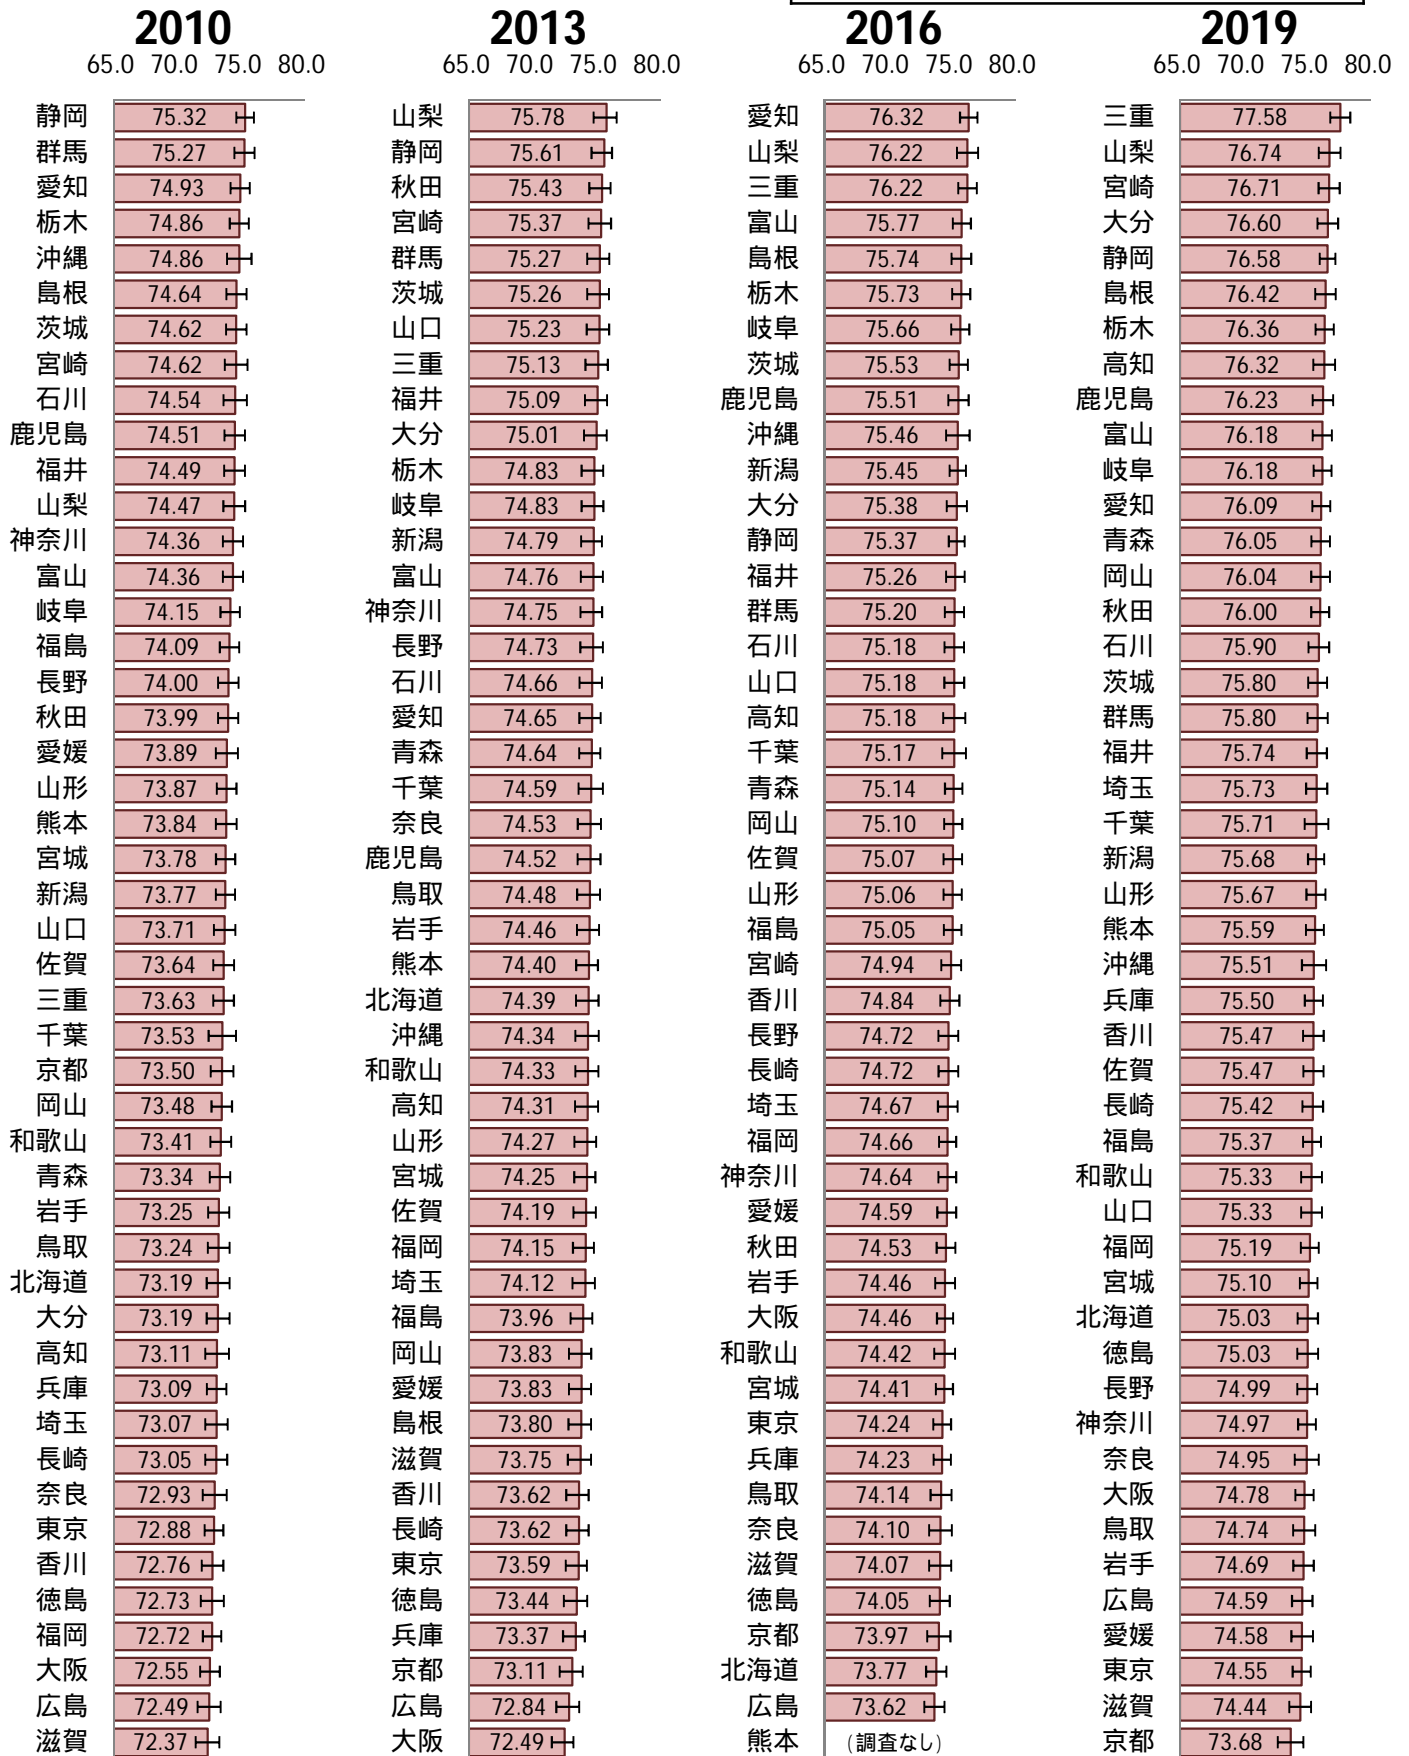 2010 2013 2016 2019
65.0 70.0 75.0 80.0 65.0 70.0 75.0 80.0 65.0 70.0 75.0 80.0 65.0 70.0 75.0 80.0
静岡 75.32 山梨 75.78 愛知 76.32 三重 77.58
群馬 75.27 静岡 75.61 山梨 76.22 山梨 76.74
愛知 74.93 秋田 75.43 三重 76.22 宮崎 76.71
栃木 74.86 宮崎 75.37 富山 75.77 大分 76.60
沖縄 74.86 群馬 75.27 島根 75.74 静岡 76.58
島根 74.64 茨城 75.26 栃木 75.73 島根 76.42
茨城 74.62 山口 75.23 岐阜 75.66 栃木 76.36
宮崎 74.62 三重 75.13 茨城 75.53 高知 76.32
石川 74.54 福井 75.09 鹿児島 75.51 鹿児島 76.23
鹿児島 74.51 大分 75.01 沖縄 75.46 富山 76.18
福井 74.49 栃木 74.83 新潟 75.45 岐阜 76.18
山梨 74.47 岐阜 74.83 大分 75.38 愛知 76.09
神奈川 74.36 新潟 74.79 静岡 75.37 青森 76.05
富山 74.36 富山 74.76 福井 75.26 岡山 76.04
岐阜 74.15 神奈川 74.75 群馬 75.20 秋田 76.00
福島 74.09 長野 74.73 石川 75.18 石川 75.90
長野 74.00 石川 74.66 山口 75.18 茨城 75.80
秋田 73.99 愛知 74.65 高知 75.18 群馬 75.80
愛媛 73.89 青森 74.64 千葉 75.17 福井 75.74
山形 73.87 千葉 74.59 青森 75.14 埼玉 75.73
熊本 73.84 奈良 74.53 岡山 75.10 千葉 75.71
宮城 73.78 鹿児島 74.52 佐賀 75.07 新潟 75.68
新潟 73.77 鳥取 74.48 山形 75.06 山形 75.67
山口 73.71 岩手 74.46 福島 75.05 熊本 75.59
佐賀 73.64 熊本 74.40 宮崎 74.94 沖縄 75.51
三重 73.63 北海道 74.39 香川 74.84 兵庫 75.50
千葉 73.53 沖縄 74.34 長野 74.72 香川 75.47
京都 73.50 和歌山 74.33 長崎 74.72 佐賀 75.47
岡山 73.48 高知 74.31 埼玉 74.67 長崎 75.42
和歌山 73.41 山形 74.27 福岡 74.66 福島 75.37
青森 73.34 宮城 74.25 神奈川 74.64 和歌山 75.33
岩手 73.25 佐賀 74.19 愛媛 74.59 山口 75.33
鳥取 73.24 福岡 74.15 秋田 74.53 福岡 75.19
北海道 73.19 埼玉 74.12 岩手 74.46 宮城 75.10
大分 73.19 福島 73.96 大阪 74.46 北海道 75.03
高知 73.11 岡山 73.83 和歌山 74.42 徳島 75.03
兵庫 73.09 愛媛 73.83 宮城 74.41 長野 74.99
埼玉 73.07 島根 73.80 東京 74.24 神奈川 74.97
長崎 73.05 滋賀 73.75 兵庫 74.23 奈良 74.95
奈良 72.93 香川 73.62 鳥取 74.14 大阪 74.78
東京 72.88 長崎 73.62 奈良 74.10 鳥取 74.74
香川 72.76 東京 73.59 滋賀 74.07 岩手 74.69
徳島 72.73 徳島 73.44 徳島 74.05 広島 74.59
福岡 72.72 兵庫 73.37 京都 73.97 愛媛 74.58
大阪 72.55 京都 73.11 北海道 73.77 東京 74.55
広島 72.49 広島 72.84 広島 73.62 滋賀 74.44
滋賀 72.37 大阪 72.49 熊本 (調査なし) 京都 73.68